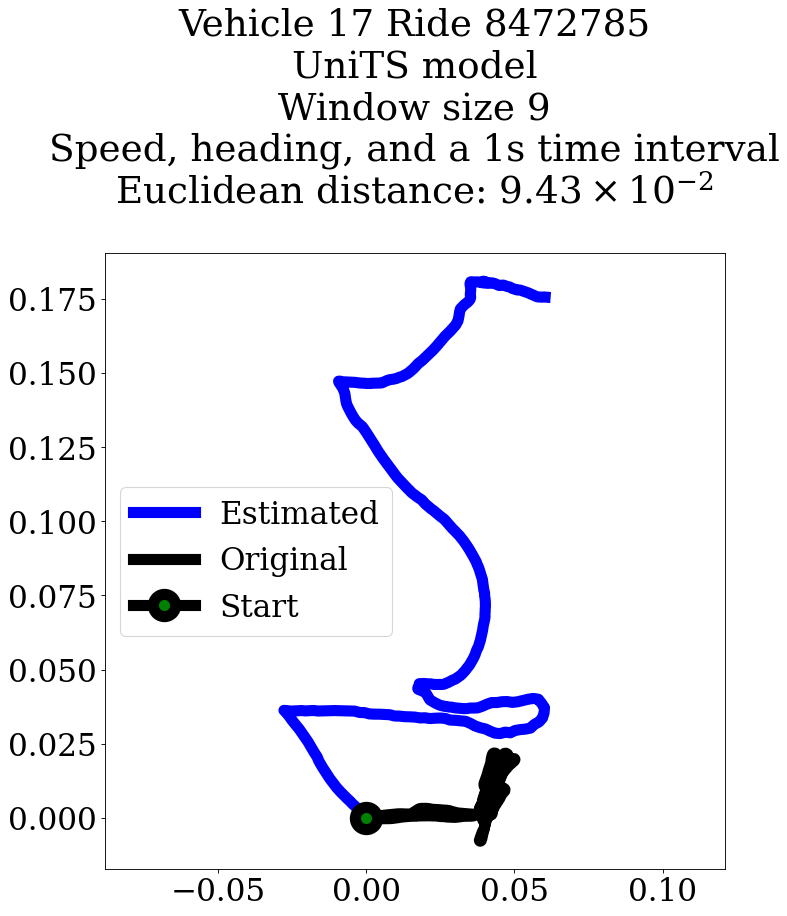 Vehicle 17 Ride 8472785
UniTS model
Window size 9
Speed, heading, and a 1s time interval
Euclidean distance: 9.43 × 10⁻²
0.175
0.150
0.125
0.100
0.075
0.050
0.025
0.000
Estimated
Original
Start
−0.05
0.00
0.05
0.10